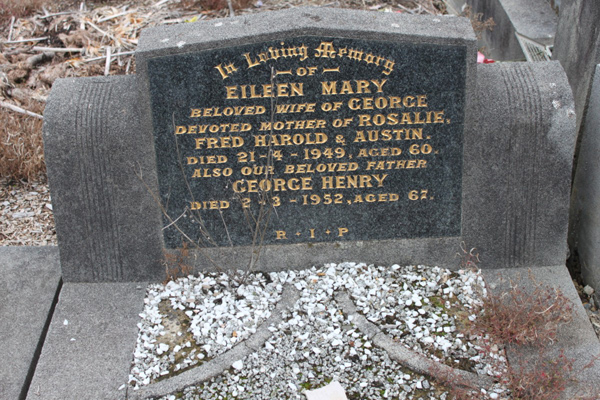 In Loving Memory
OF
EILEEN MARY
BELOVED WIFE OF GEORGE
DEVOTED MOTHER OF ROSALIE,
FRED HAROLD & AUSTIN.
DIED 21-4-1949, AGED 60.
ALSO OUR BELOVED FATHER
GEORGE HENRY
DIED 2-3-1952, AGED 67.
R-I-P